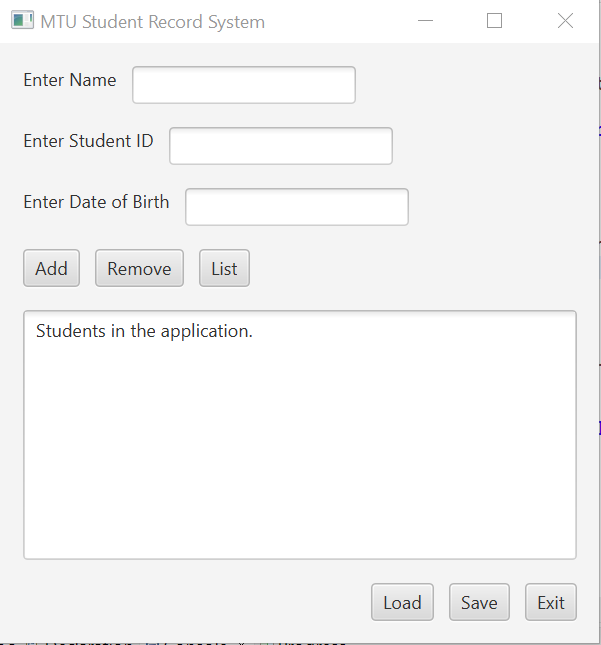 MTU Student Record System
Enter Name
Enter Student ID
Enter Date of Birth
Add Remove List
Students in the application.
Load Save Exit